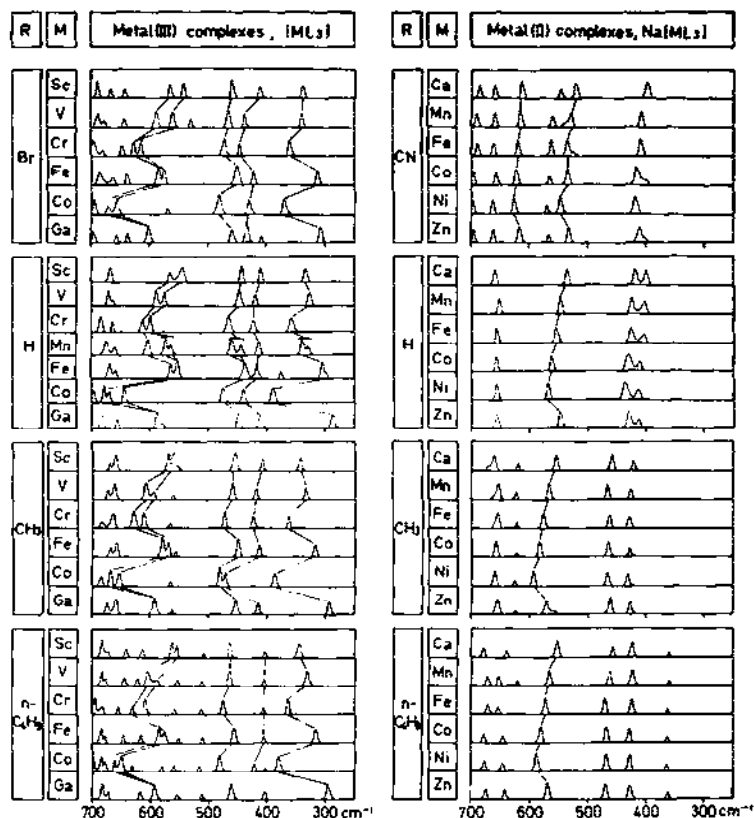 R M Metal(III) complexes, [ML3] R M Metal(II) complexes, Na[ML3]
Br
Sc
V
Cr
Fe
Co
Ga
H
Sc
V
Cr
Mn
Fe
Co
Ga
CH3
Sc
V
Cr
Fe
Co
Ga
n-
C4H9
Sc
V
Cr
Fe
Co
Ga
700 600 500 400 300 cm-1
CN
Ca
Mn
Fe
Co
Ni
Zn
H
Ca
Mn
Fe
Co
Ni
Zn
CH3
Ca
Mn
Fe
Co
Ni
Zn
n-
C4H9
Ca
Mn
Fe
Co
Ni
Zn
700 600 500 400 300 cm-1